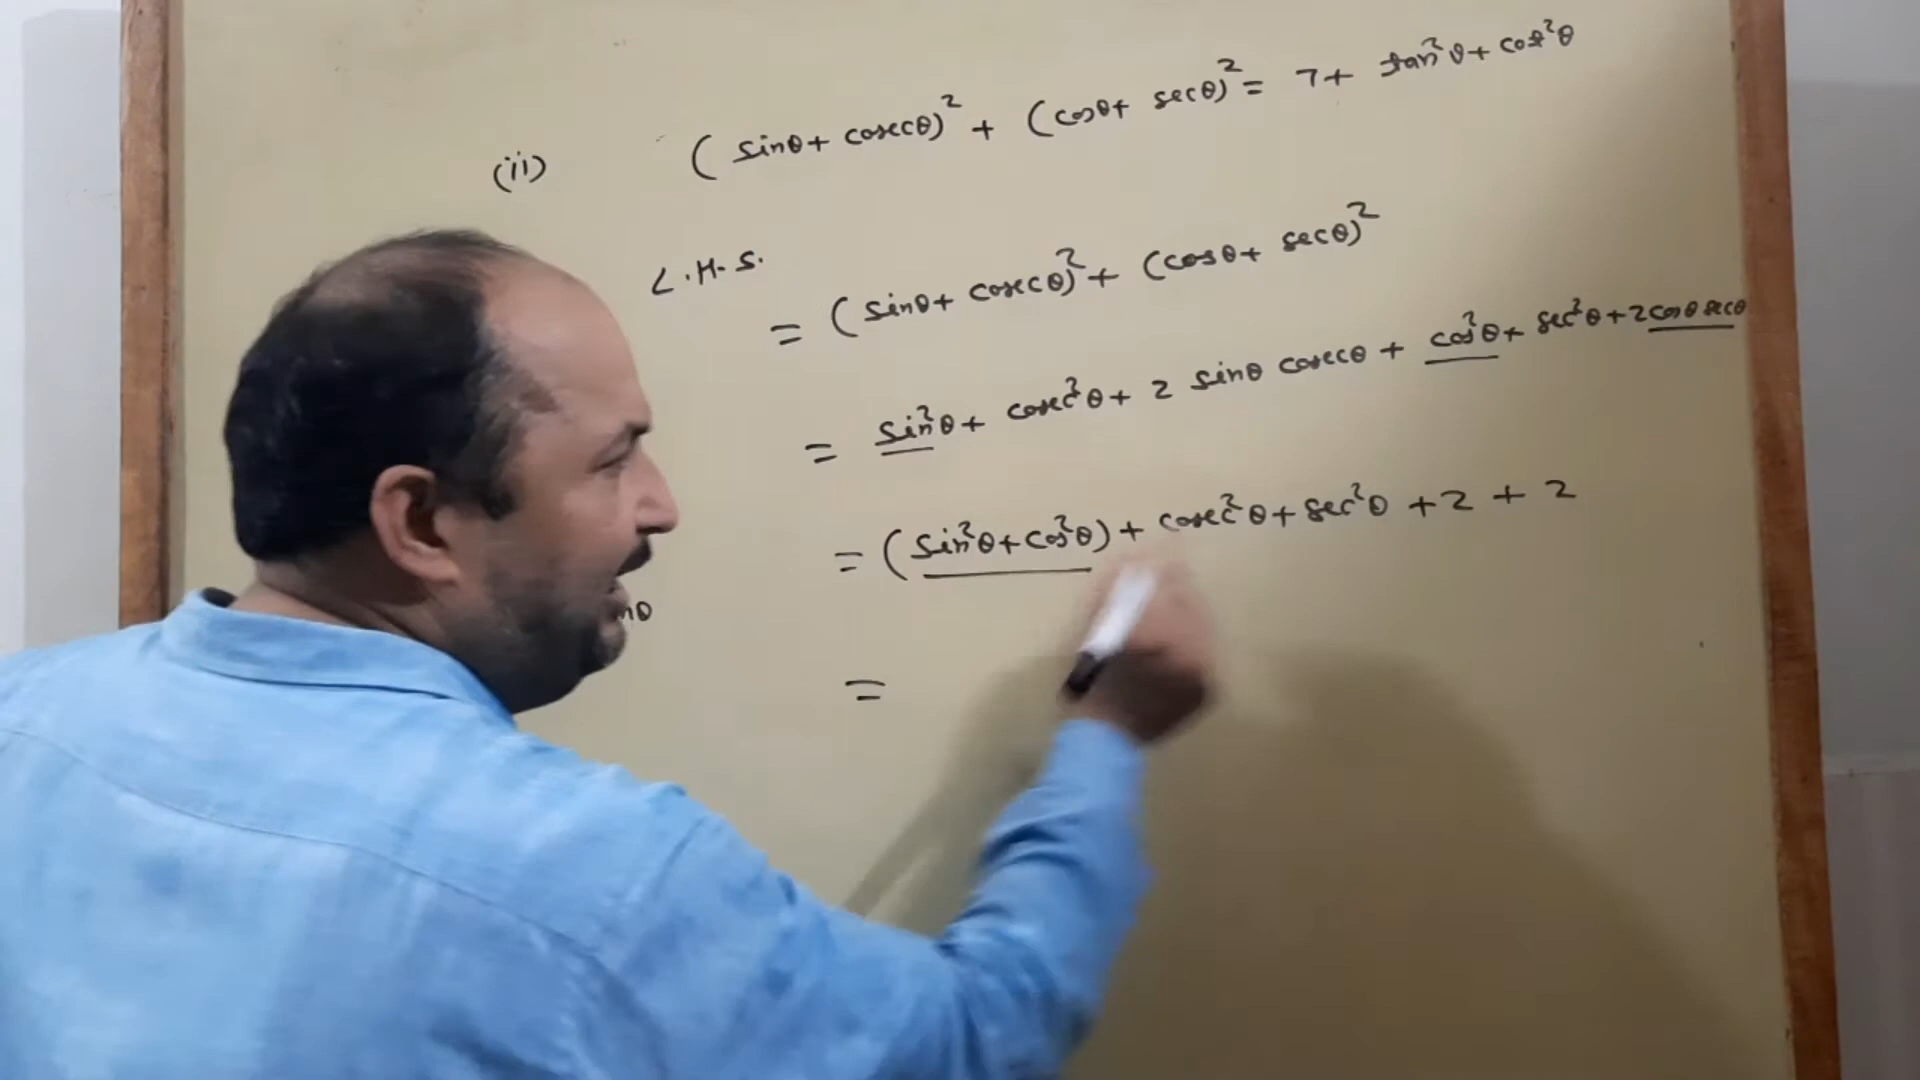 (ii) (sinθ + cosecθ)² + (cosθ + secθ)² = 7 + tan²θ + cot²θ
L.H.S.
= (sinθ + cosecθ)² + (cosθ + secθ)²
= sin²θ + cosec²θ + 2 sinθ cosecθ + cos²θ + sec²θ + 2 cosθ secθ
= (sin²θ + cos²θ) + cosec²θ + sec²θ + 2 + 2
=